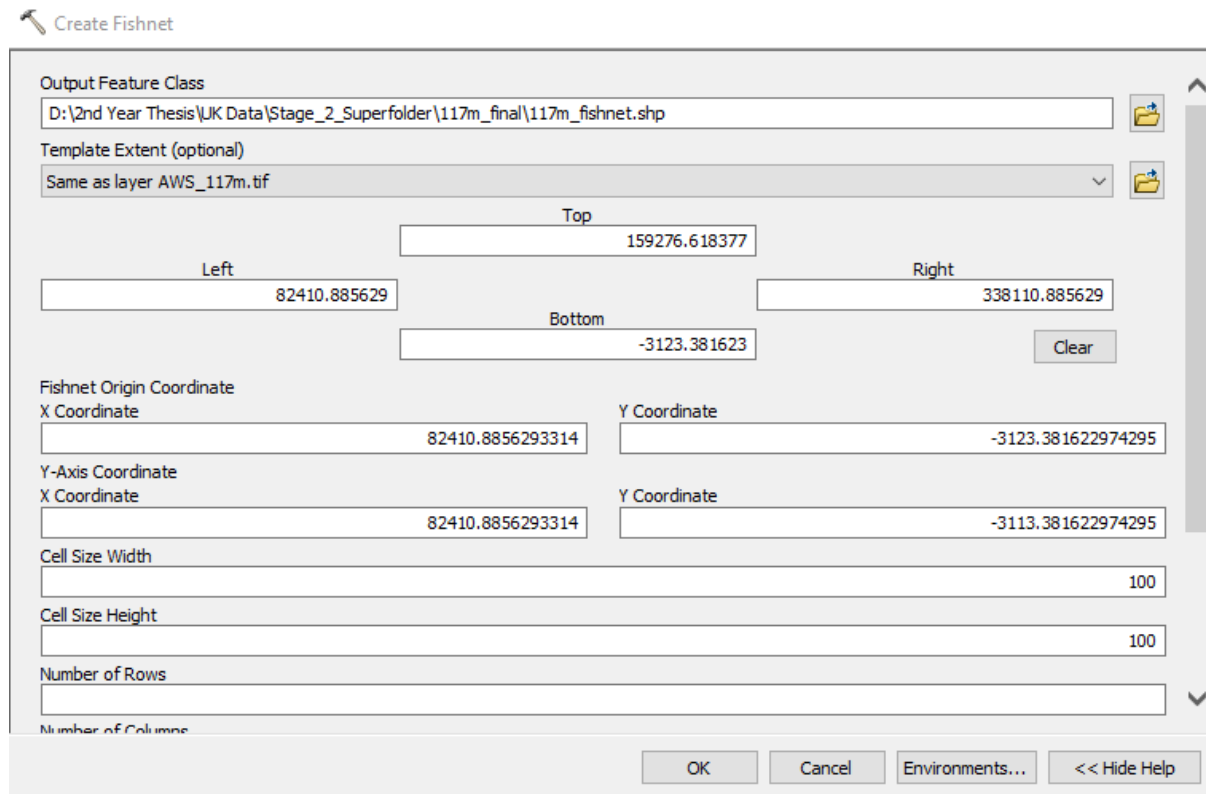 Create Fishnet
Output Feature Class
D:\2nd Year Thesis\UK Data\Stage_2_Superfolder\117m_final\117m_fishnet.shp
Template Extent (optional)
Same as layer AWS_117m.tif
Top
159276.618377
Left Right
82410.885629 338110.885629
Bottom
-3123.381623
Clear
Fishnet Origin Coordinate
X Coordinate Y Coordinate
82410.8856293314 -3123.381622974295
Y-Axis Coordinate
X Coordinate Y Coordinate
82410.8856293314 -3113.381622974295
Cell Size Width
100
Cell Size Height
100
Number of Rows
Number of Columns
OK Cancel Environments... << Hide Help